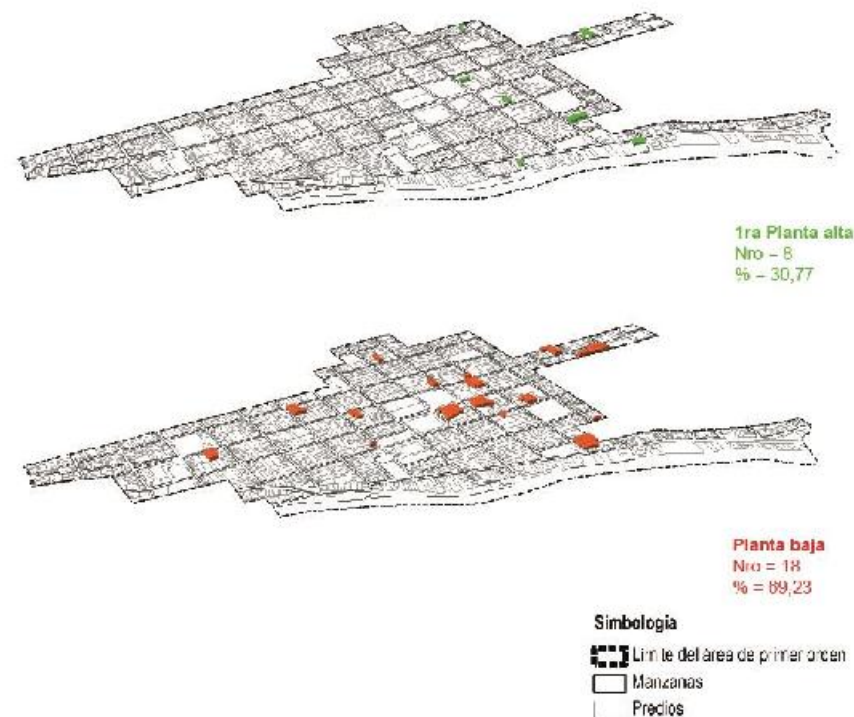 1ra Planta alta
Nro = 8
% = 30,77
Planta baja
Nro = 18
% = 69,23
Simbología
Limite del área de primer orden
Manzanas
Predios